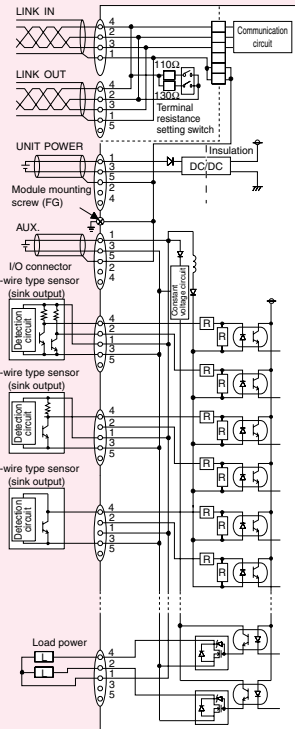 LINK IN
4
2
3
1
5
Communication
circuit
LINK OUT
4
2
3
1
5
110Ω
130Ω
Terminal
resistance
setting switch
UNIT POWER
1
3
5
2
4
Insulation
DC/DC
Module mounting
screw (FG)
AUX.
1
3
5
2
4
Constant
voltage circuit
I/O connector
-wire type sensor
(sink output)
Detection
circuit
4
2
1
3
5
R
R
R
R
-wire type sensor
(sink output)
Detection
circuit
4
2
1
3
5
R
R
R
R
-wire type sensor
(sink output)
Detection
circuit
4
2
1
3
5
R
R
R
R
Load power
L
L
4
2
1
3
5